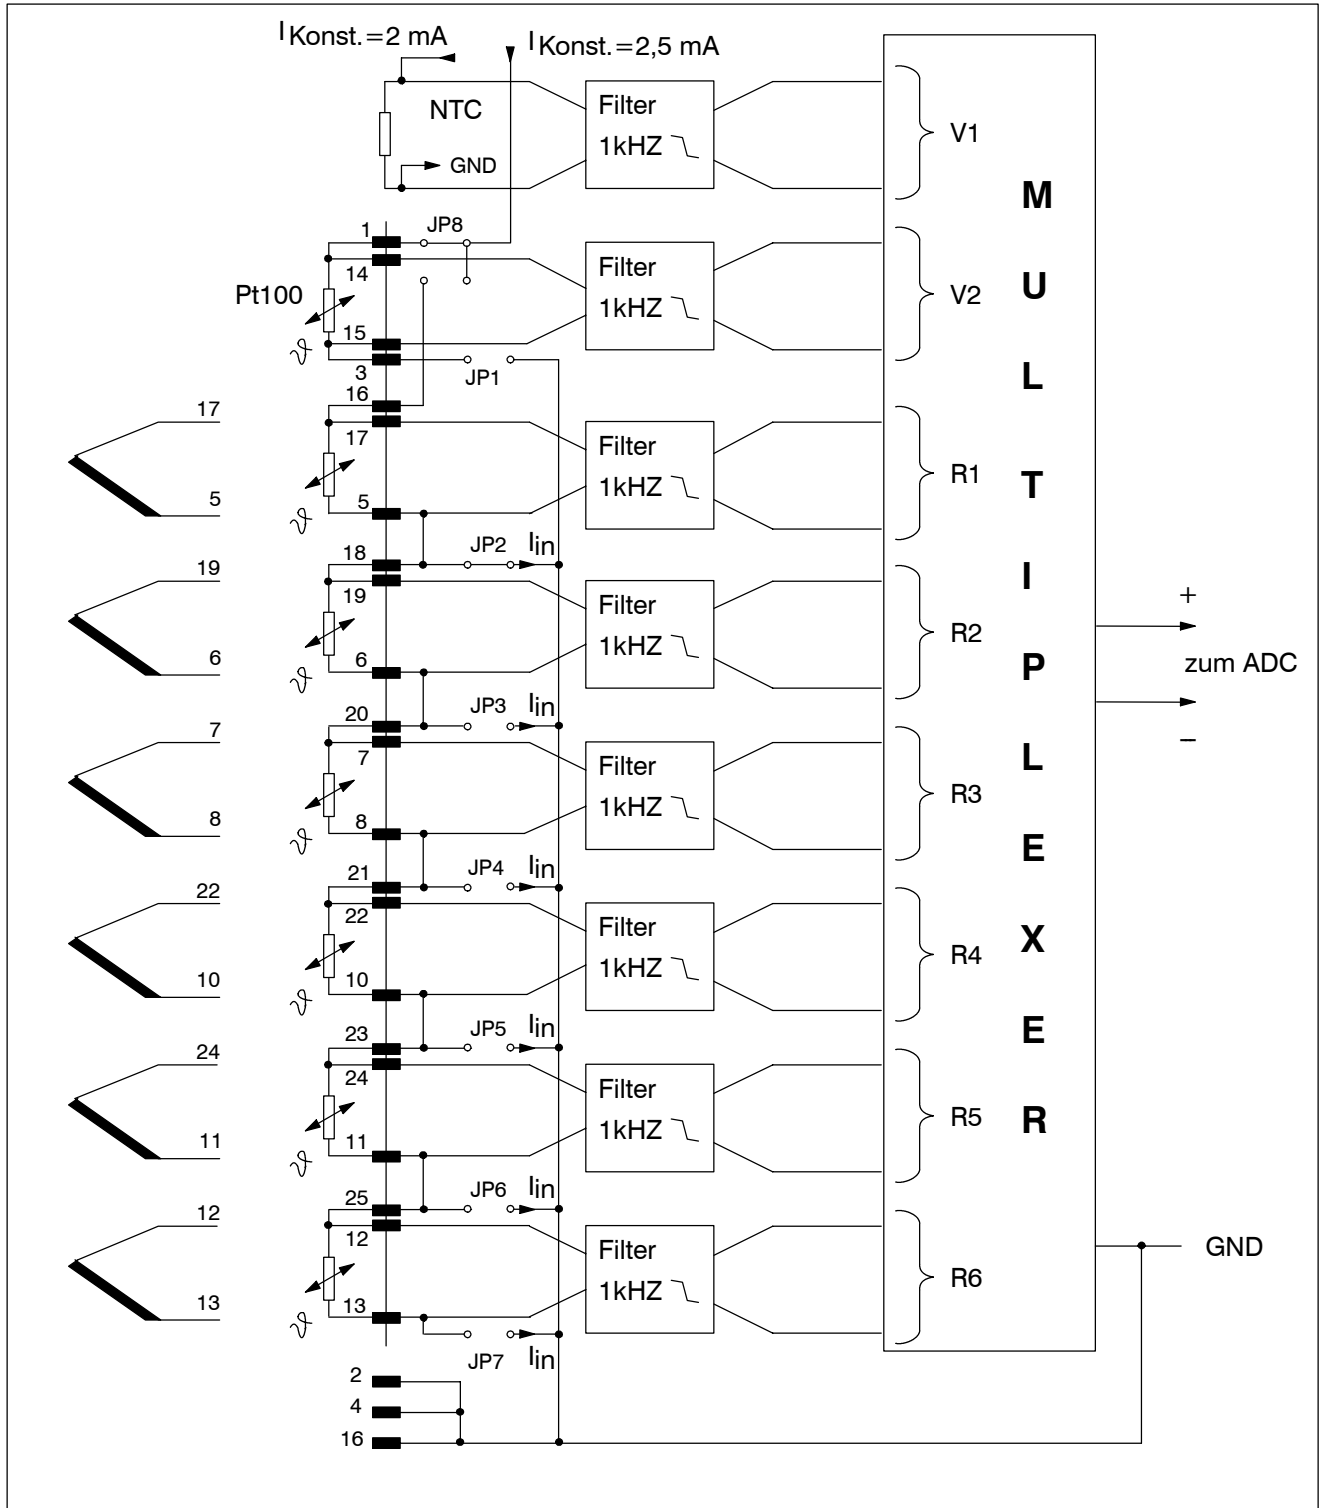 I Konst.=2 mA
I Konst.=2,5 mA
NTC
GND
Filter
1kHZ
V1
1
JP8
14
Pt100
15
3
JP1
ϑ
Filter
1kHZ
V2
16
17
17
5
5
ϑ
Filter
1kHZ
R1
18
JP2
Iin
19
19
6
6
ϑ
Filter
1kHZ
R2
20
JP3
Iin
7
7
8
8
ϑ
Filter
1kHZ
R3
21
JP4
Iin
22
22
10
10
ϑ
Filter
1kHZ
R4
23
JP5
Iin
24
24
11
11
ϑ
Filter
1kHZ
R5
25
JP6
Iin
12
12
13
13
ϑ
Filter
1kHZ
R6
JP7
Iin
2
4
16
M
U
L
T
I
P
L
E
X
E
R
+
zum ADC
–
GND